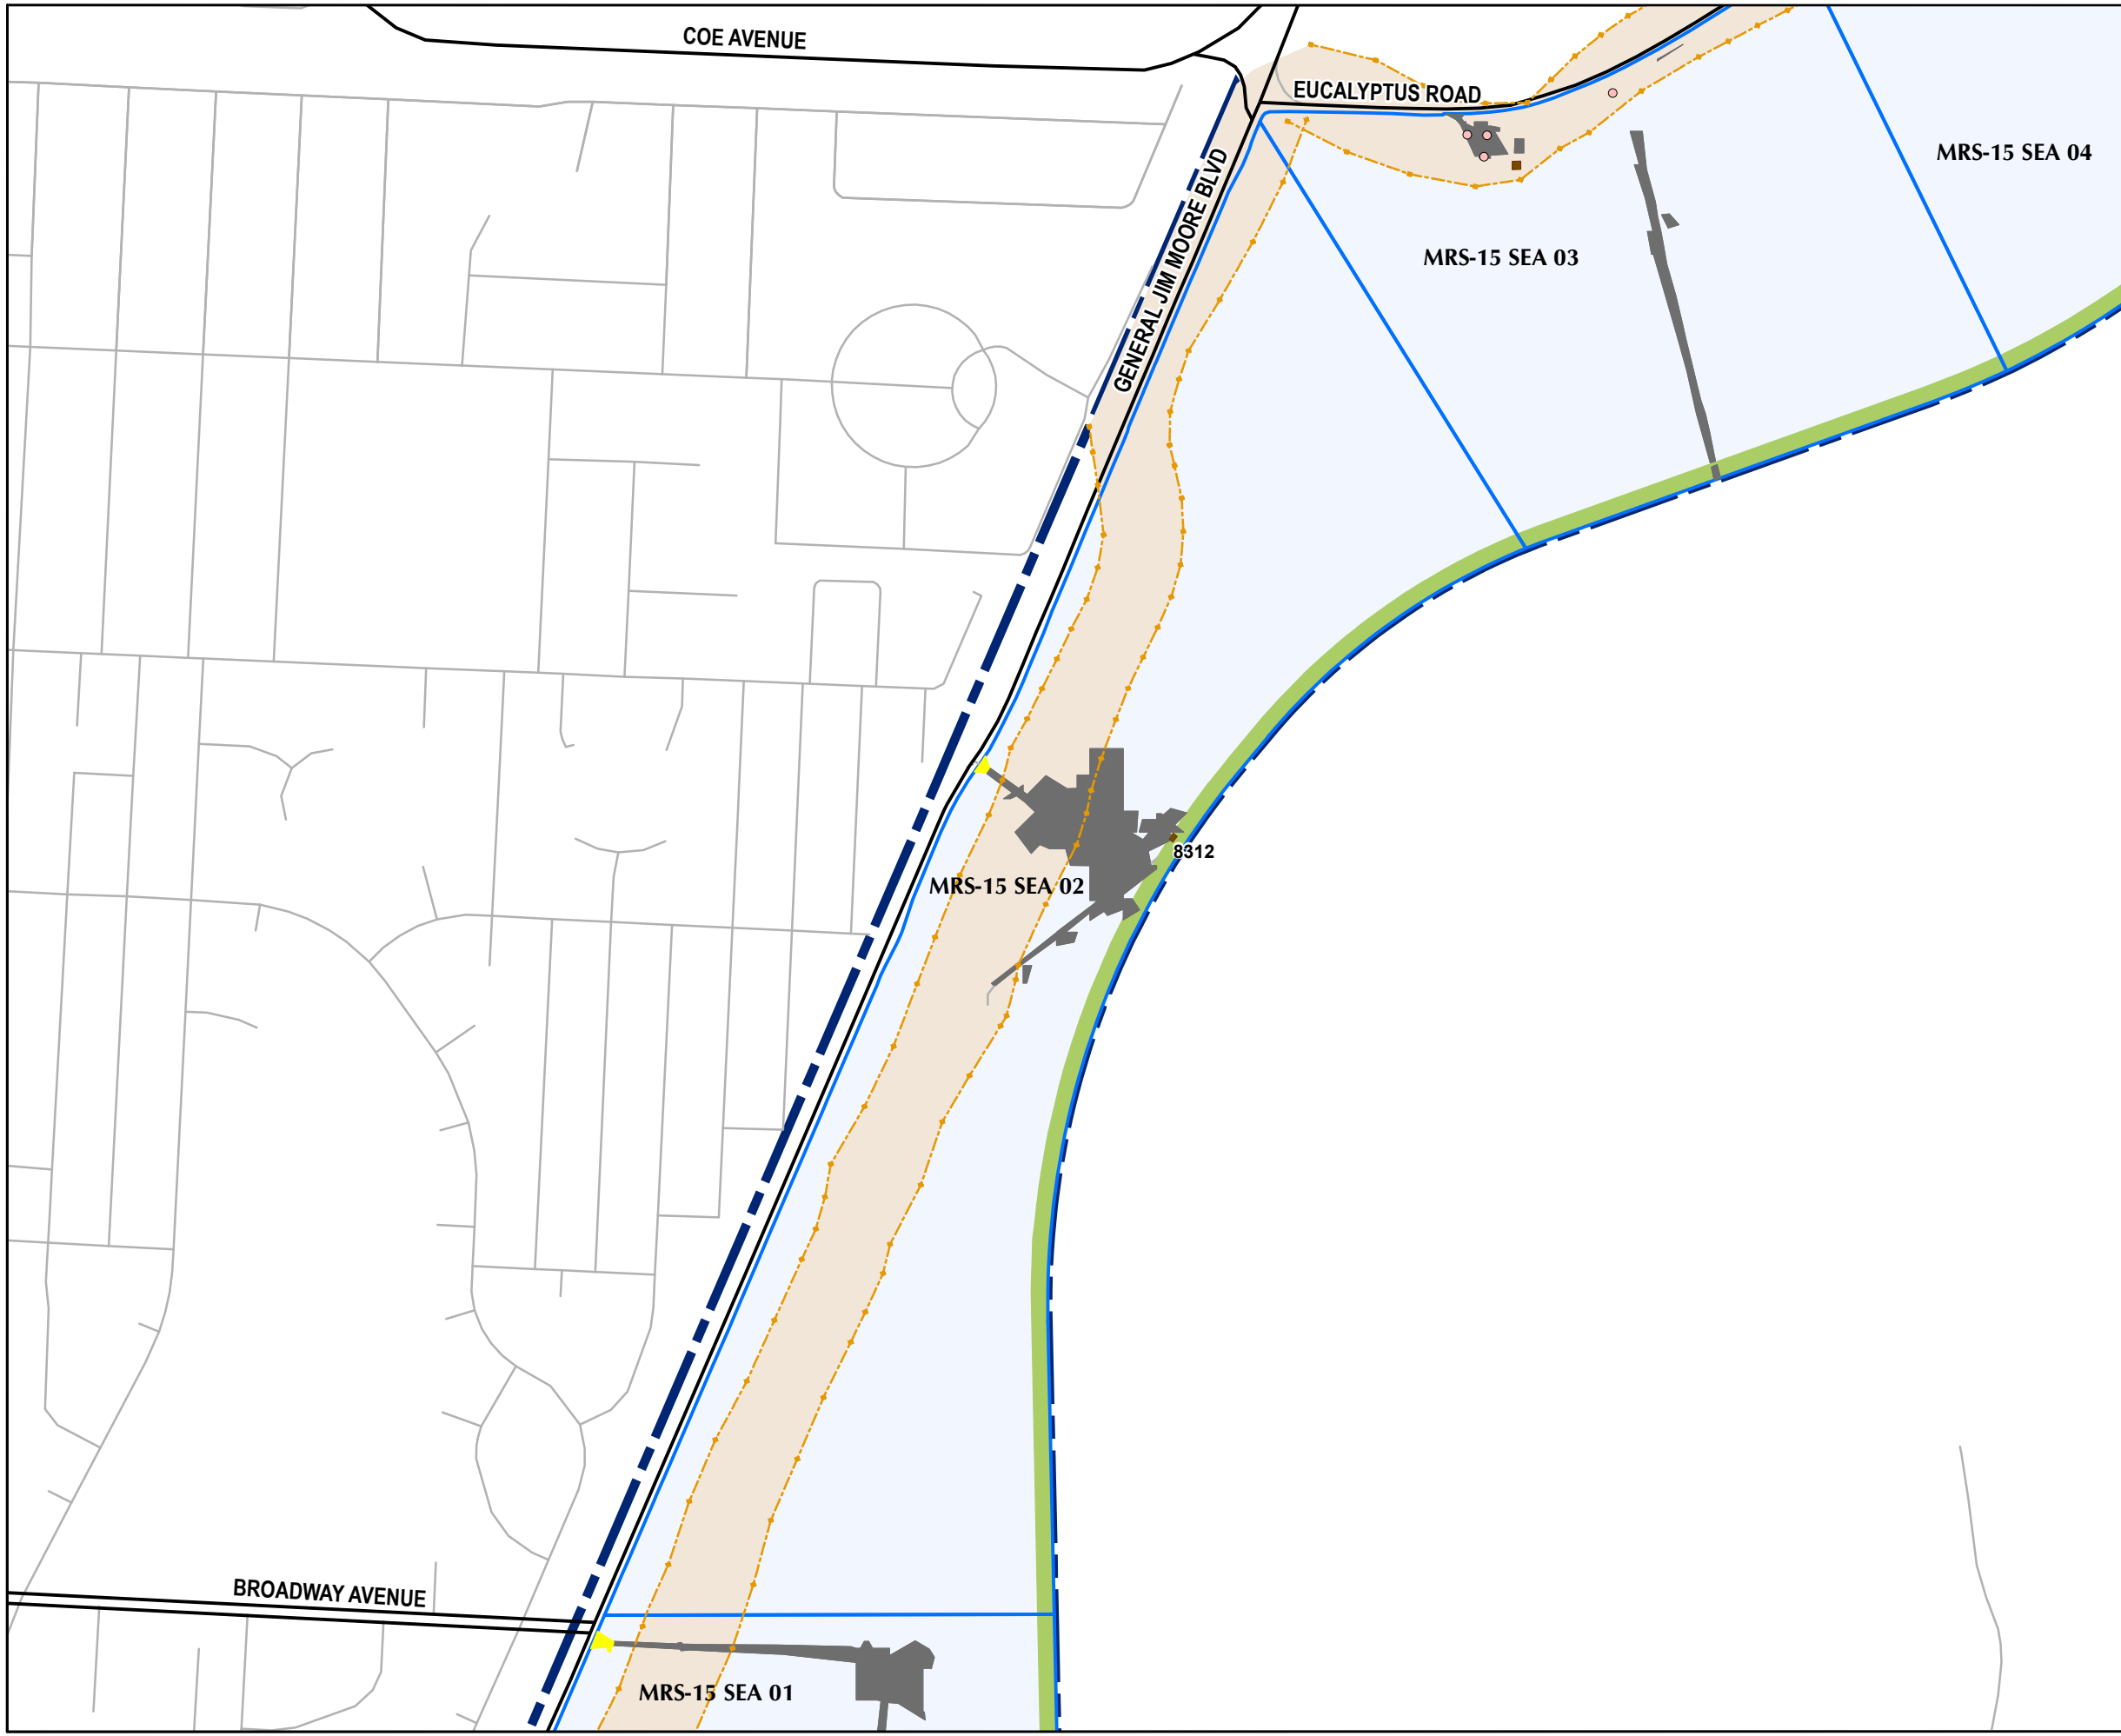 COE AVENUE
EUCALYPTUS ROAD
MRS-15 SEA 04
GENERAL JIM MOORE BLVD
MRS-15 SEA 03
8312
MRS-15 SEA 02
BROADWAY AVENUE
MRS-15 SEA 01